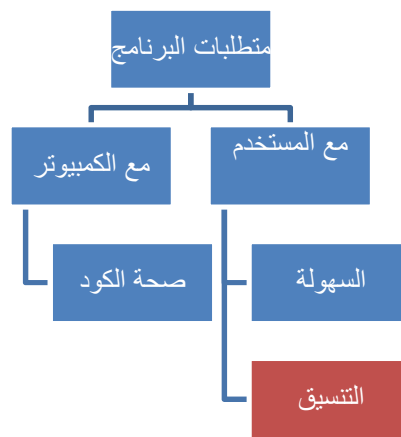 متطلبات البرنامج
مع المستخدم
مع الكمبيوتر
السهولة
صحة الكود
التنسيق